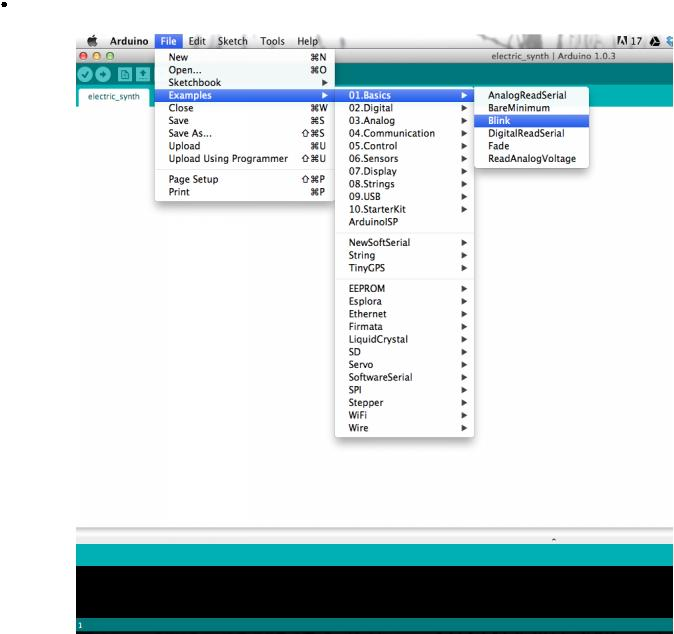 Arduino File Edit Sketch Tools Help 17
electric_synth | Arduino 1.0.3
electric_synth
New ⌘N
Open... ⌘O
Sketchbook
Examples
Close ⌘W
Save ⌘S
Save As... ⇧⌘S
Upload ⌘U
Upload Using Programmer ⇧⌘U
Page Setup ⇧⌘P
Print ⌘P
01.Basics
02.Digital
03.Analog
04.Communication
05.Control
06.Sensors
07.Display
08.Strings
09.USB
10.StarterKit
ArduinoISP
NewSoftSerial
String
TinyGPS
EEPROM
Esplora
Ethernet
Firmata
LiquidCrystal
SD
Servo
SoftwareSerial
SPI
Stepper
WiFi
Wire
AnalogReadSerial
BareMinimum
Blink
DigitalReadSerial
Fade
ReadAnalogVoltage
1